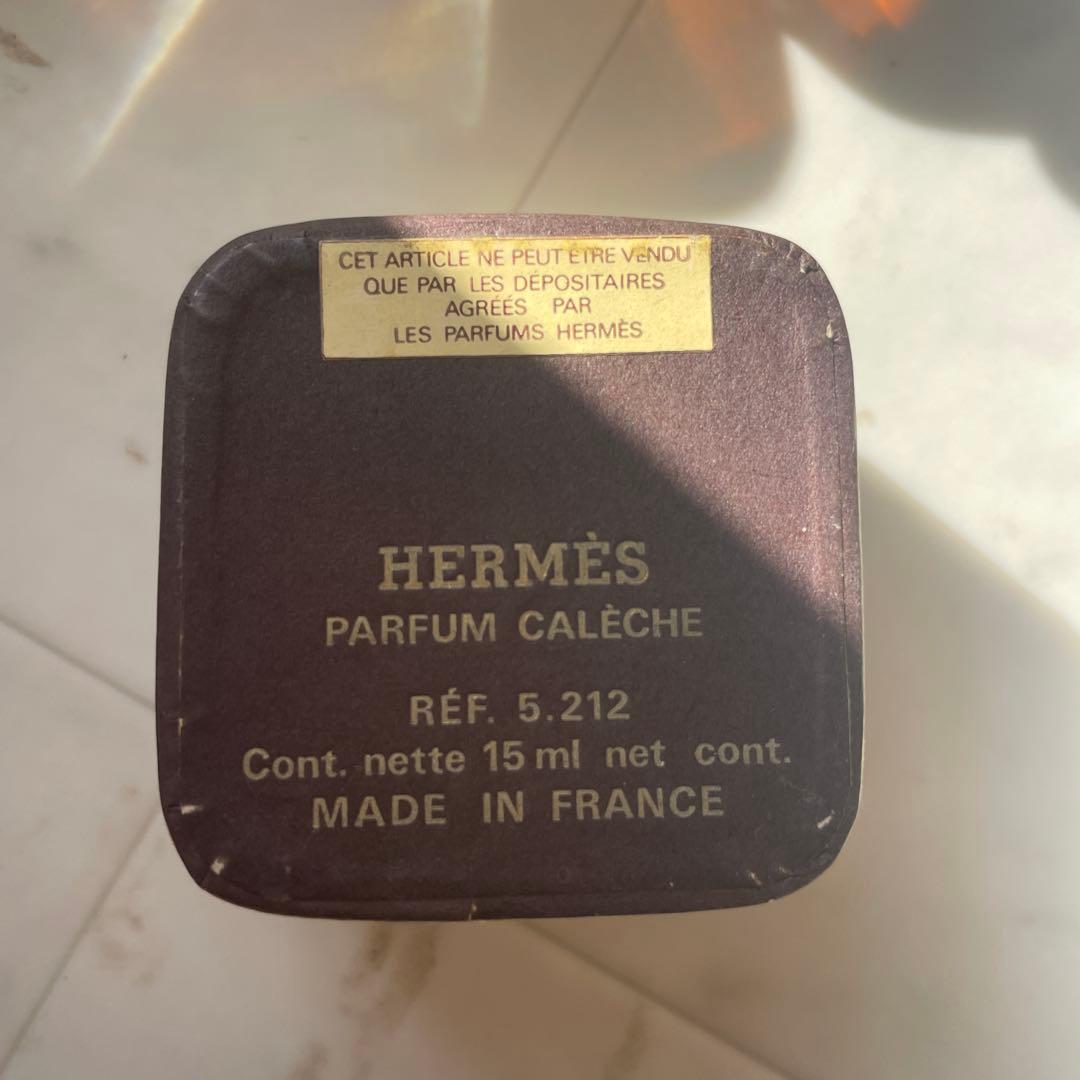 CET ARTICLE NE PEUT ÊTRE VENDU
QUE PAR LES DÉPOSITAIRES
AGRÉÉS PAR
LES PARFUMS HERMÈS
HERMÈS
PARFUM CALÈCHE
RÉF. 5.212
Cont. nette 15 ml net cont.
MADE IN FRANCE